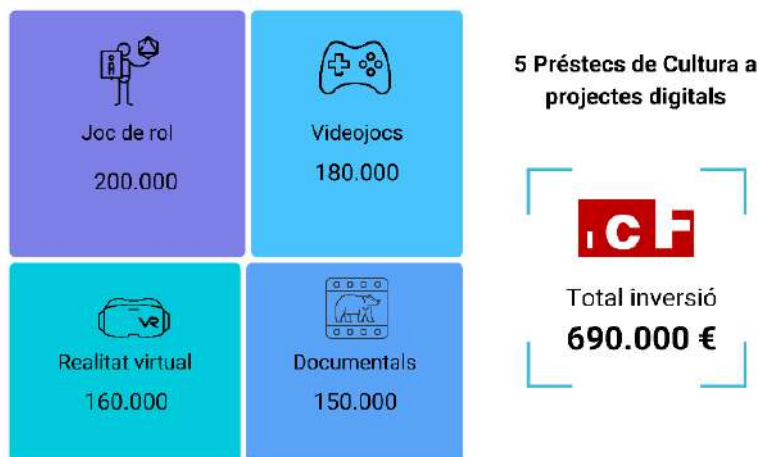 Joc de rol
200.000
Videojocs
180.000
Realitat virtual
160.000
Documentals
150.000
5 Préstecs de Cultura a
projectes digitals
ICF
Total inversió
690.000 €